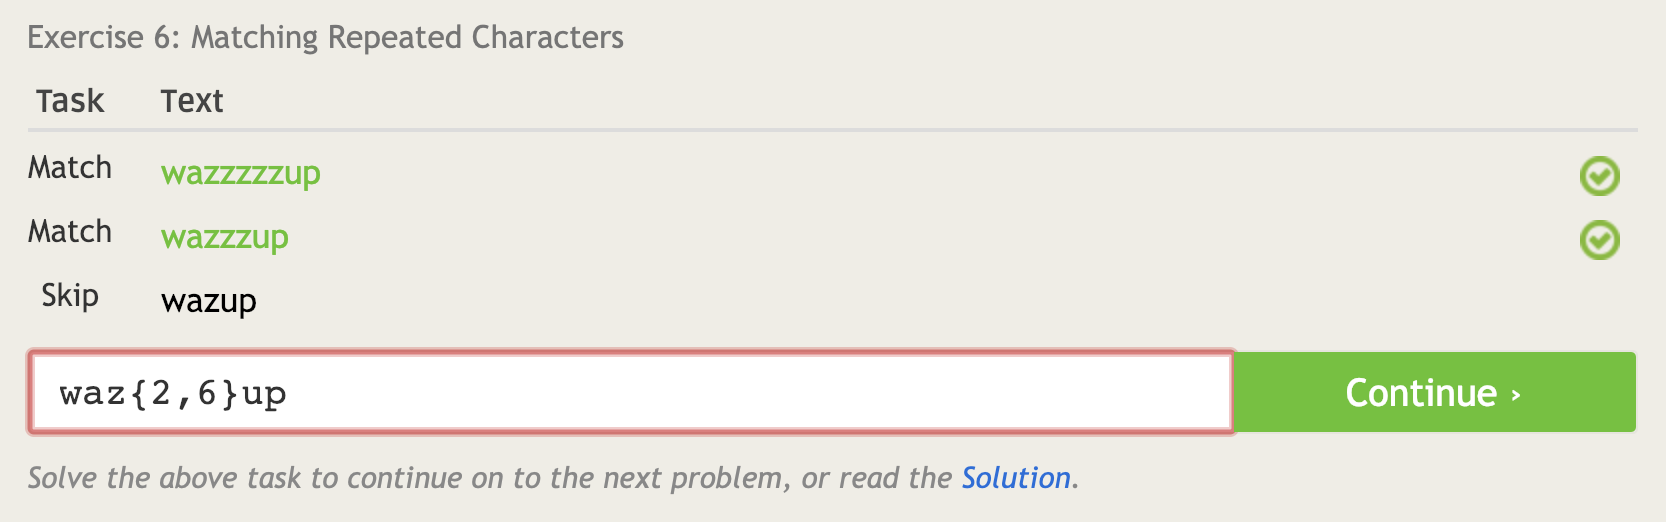 Exercise 6: Matching Repeated Characters
Task Text
Match wazzzzzup
Match wazzzup
Skip wazup
waz{2,6}up
Continue ›
Solve the above task to continue on to the next problem, or read the Solution.